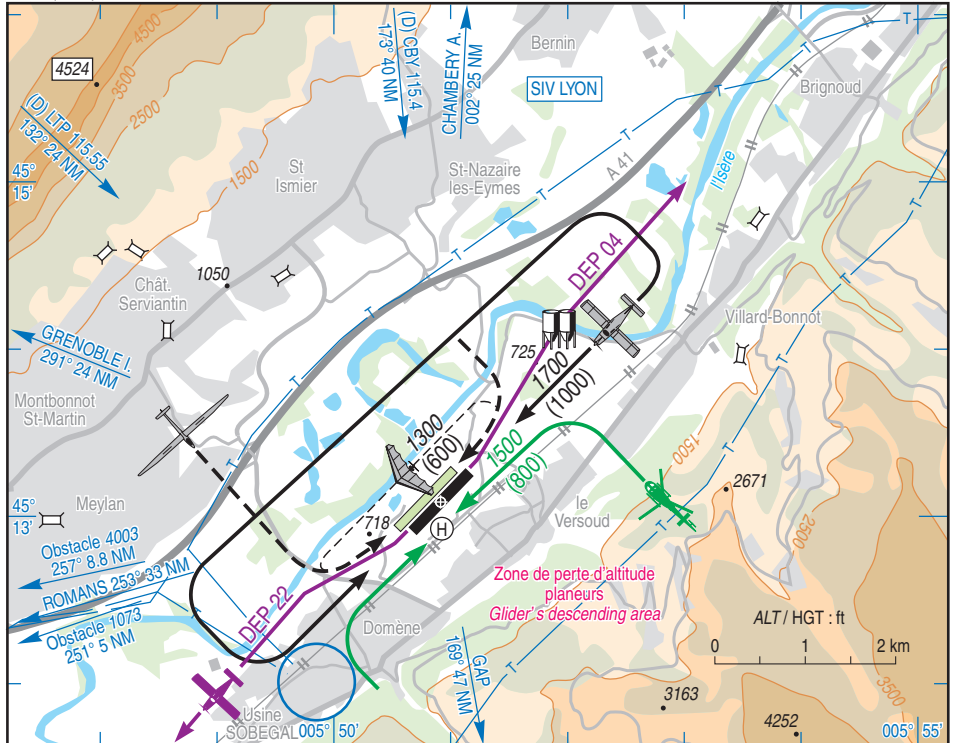 4500
3500
2500
4524
(D) LTP 115.55
132° 24 NM
1500
45°
15'
(D) CBY 115.4
173° 40 NM
CHAMBERY A.
002° 25 NM
Bernin
SIV LYON
Brignoud
St
Ismier
St-Nazaire
les-Eymes
A 41
l'Isère
T
T
T
T
T
T
T
T
T
T
T
1050
Chât.
Serviantin
DEP 04
GRENOBLE I.
291° 24 NM
725
Villard-Bonnot
1700
(1000)
Montbonnot
St-Martin
1300
(600)
1500
(800)
1500
2671
2500
Meylan
45°
13'
718
H
le
Versoud
Obstacle 4003
257° 8.8 NM
ROMANS 253° 33 NM
Obstacle 1073
251° 5 NM
DEP 22
Domène
Zone de perte d'altitude
planeurs
Glider's descending area
ALT / HGT : ft
0 1 2 km
GAP
169° 47 NM
3163
3500
4252
Usine
SOBEGAL
005° 50'
005° 55'